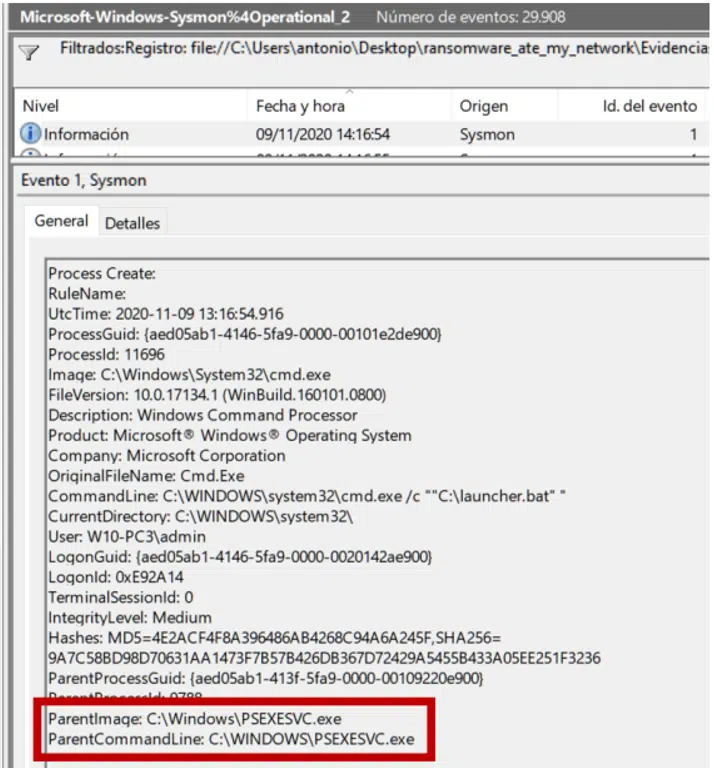 Microsoft-Windows-Sysmon%4Operational_2 Número de eventos: 29.908
Filtrados:Registro: file://C:\Users\antonio\Desktop\ransomware_ate_my_network\Evidencia
Nivel Fecha y hora Origen Id. del evento
Información 09/11/2020 14:16:54 Sysmon 1
Evento 1, Sysmon
General Detalles
Process Create:
RuleName:
UtcTime: 2020-11-09 13:16:54.916
ProcessGuid: {aed05ab1-4146-5fa9-0000-00101e2de900}
ProcessId: 11696
Image: C:\Windows\System32\cmd.exe
FileVersion: 10.0.17134.1 (WinBuild.160101.0800)
Description: Windows Command Processor
Product: Microsoft® Windows® Operating System
Company: Microsoft Corporation
OriginalFileName: Cmd.Exe
CommandLine: C:\WINDOWS\system32\cmd.exe /c ""C:\launcher.bat" "
CurrentDirectory: C:\WINDOWS\system32\
User: W10-PC3\admin
LogonGuid: {aed05ab1-4146-5fa9-0000-0020142ae900}
LogonId: 0xE92A14
TerminalSessionId: 0
IntegrityLevel: Medium
Hashes: MD5=4E2ACF4F8A396486AB4268C94A6A245F,SHA256=
9A7C58BD98D70631AA1473F7B57B426DB367D72429A5455B433A05EE251F3236
ParentProcessGuid: {aed05ab1-413f-5fa9-0000-00109220e900}
ParentProcessId: 9788
ParentImage: C:\Windows\PSEXESVC.exe
ParentCommandLine: C:\WINDOWS\PSEXESVC.exe